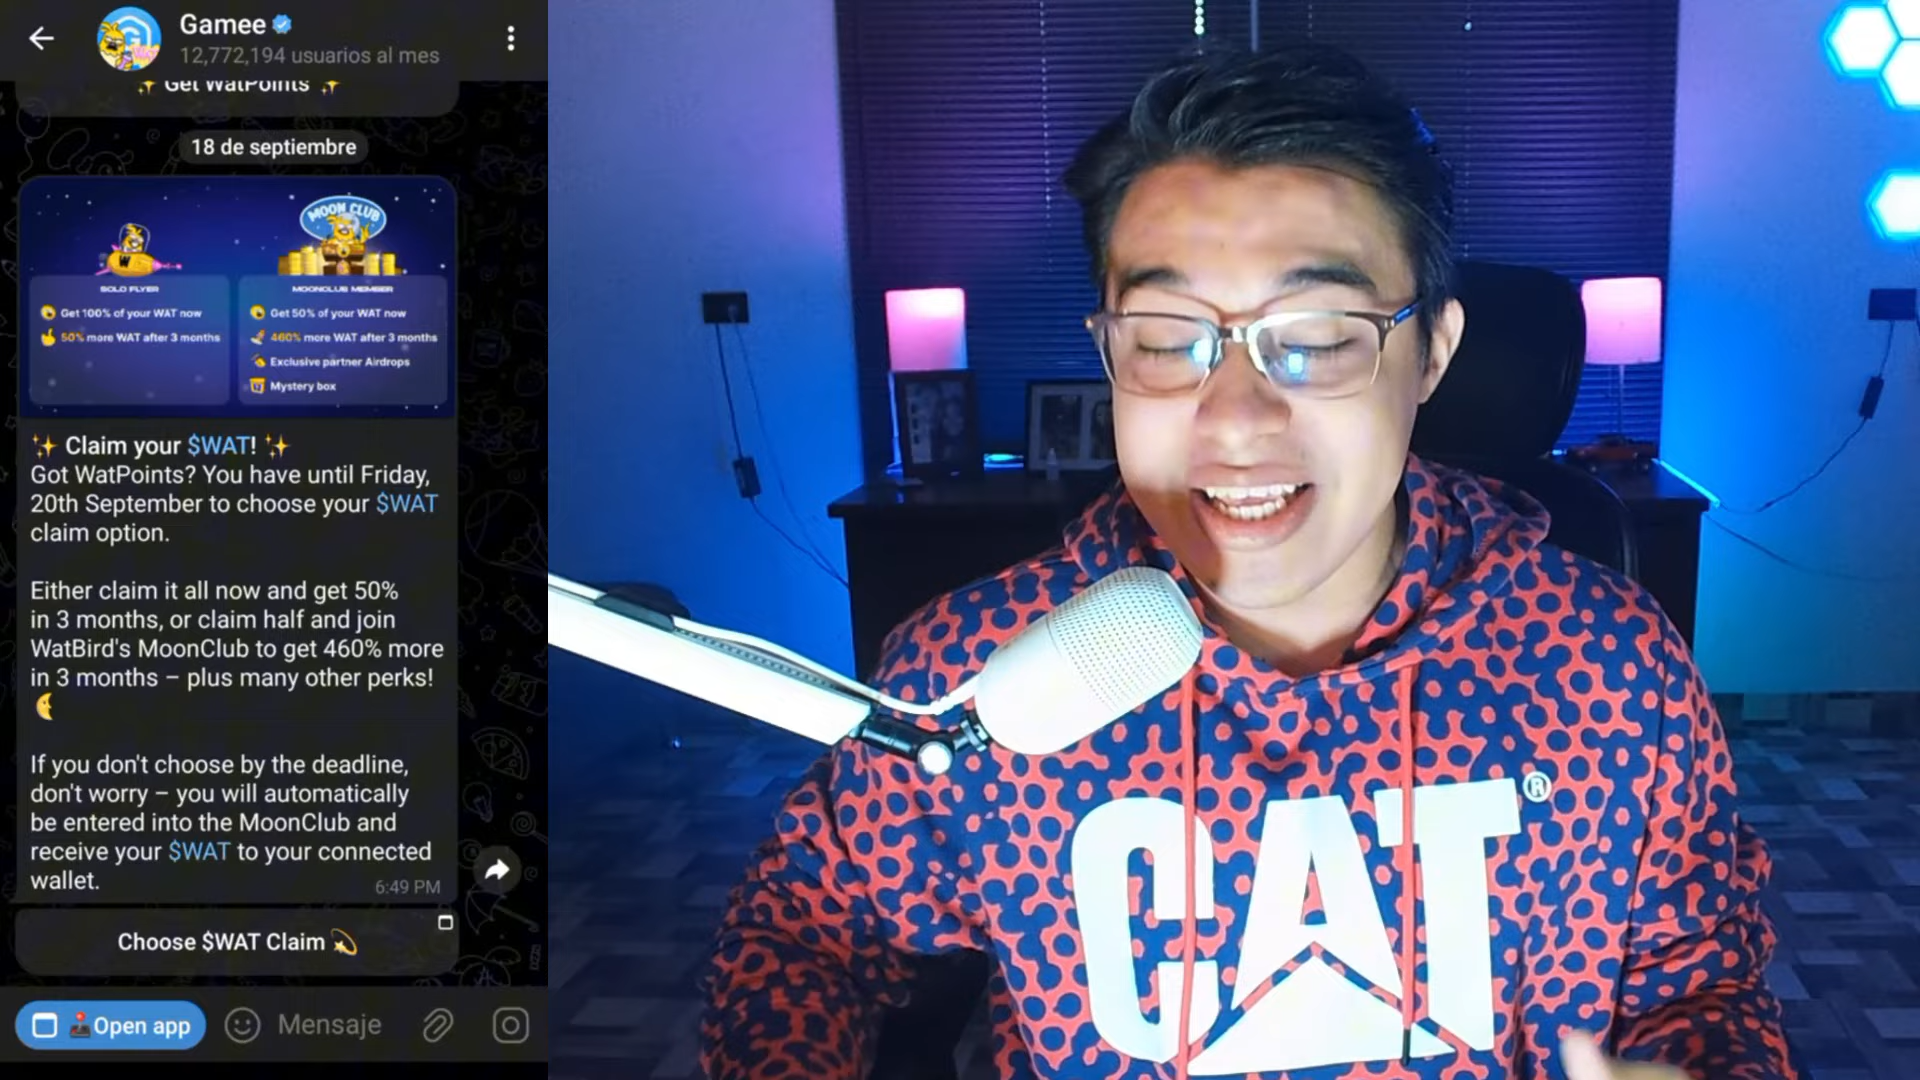 Gamee
12,772,194 usuarios al mes
✨ Get WatPoints ✨
18 de septiembre
MOON CLUB
W
SOLO FLYER
Get 100% of your WAT now
50% more WAT after 3 months
MOONCLUB MEMBER
Get 50% of your WAT now
460% more WAT after 3 months
Exclusive partner Airdrops
Mystery box
✨ Claim your $WAT! ✨
Got WatPoints? You have until Friday,
20th September to choose your $WAT
claim option.
Either claim it all now and get 50%
in 3 months, or claim half and join
WatBird's MoonClub to get 460% more
in 3 months – plus many other perks!
🌜
If you don't choose by the deadline,
don't worry – you will automatically
be entered into the MoonClub and
receive your $WAT to your connected
wallet.
6:49 PM
Choose $WAT Claim 💫
🕹️Open app
Mensaje
CAT®